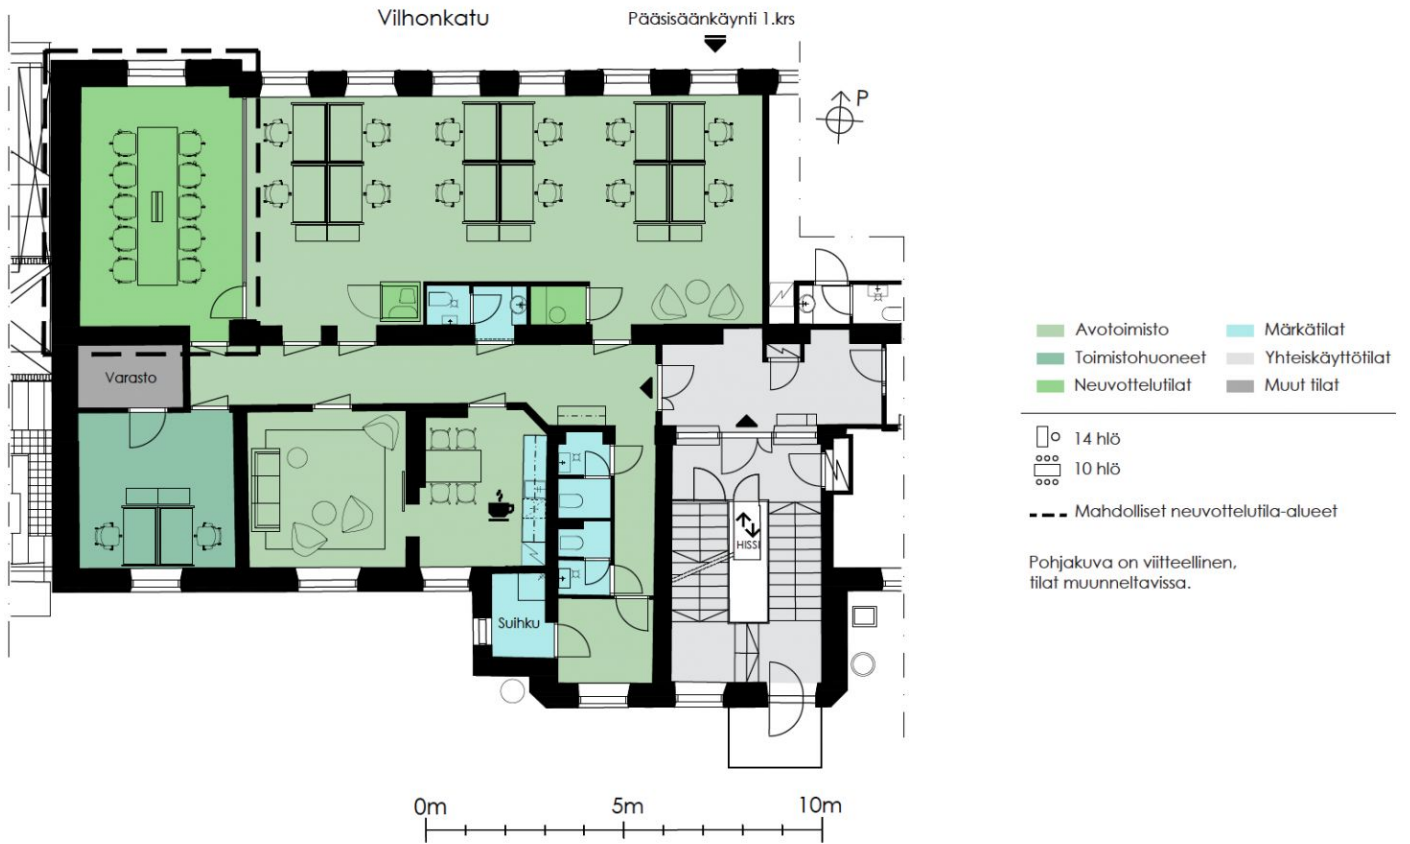 Vilhonkatu
Pääsisäänkäynti 1.krs
P
Varasto
HISSI
Suihku
Avotoimisto
Toimistohuoneet
Neuvottelutilat
Märkätilat
Yhteiskäyttötilat
Muut tilat
14 hlö
10 hlö
Mahdolliset neuvottelutila-alueet
Pohjakuva on viitteellinen,
tilat muunneltavissa.
0m 5m 10m